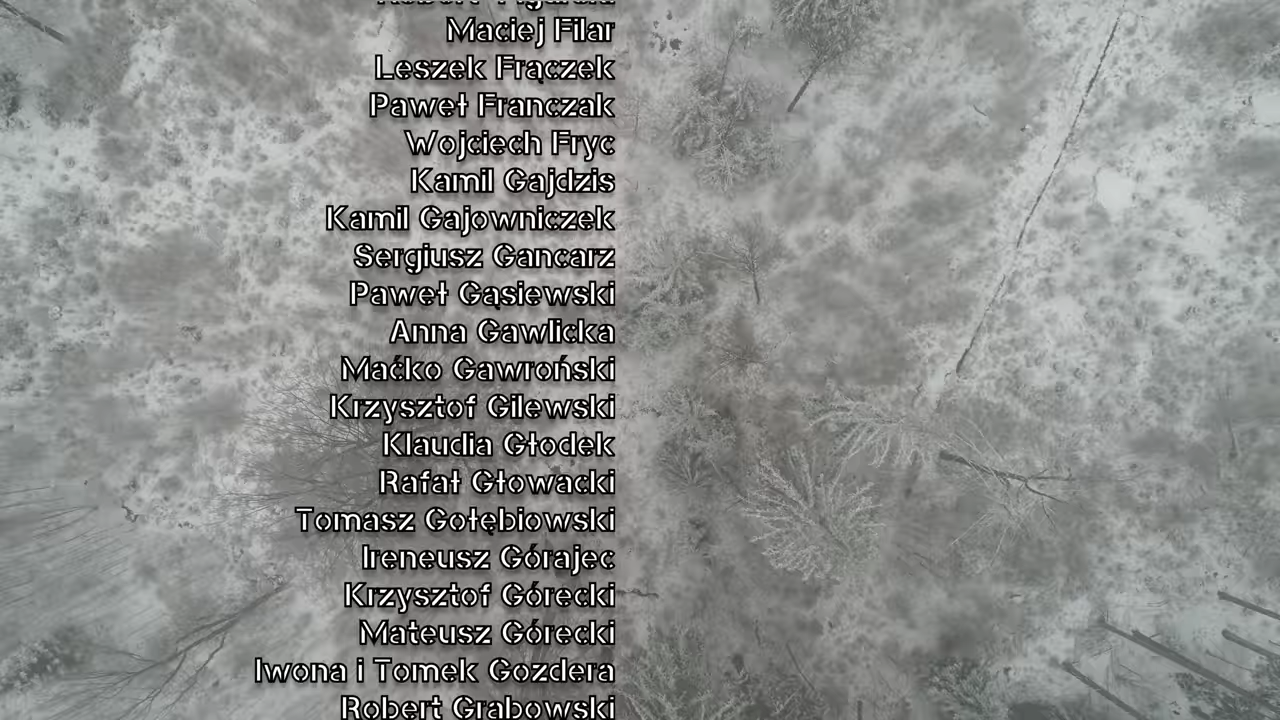 Maciej Filar
Leszek Frączek
Paweł Franczak
Wojciech Fryc
Kamil Gajdzis
Kamil Gajowniczek
Sergiusz Gancarz
Paweł Gąsiewski
Anna Gawlicka
Maćko Gawroński
Krzysztof Gilewski
Klaudia Głodek
Rafał Głowacki
Tomasz Gołębiowski
Ireneusz Górajec
Krzysztof Górecki
Mateusz Górecki
Iwona i Tomek Gozdera
Robert Grabowski